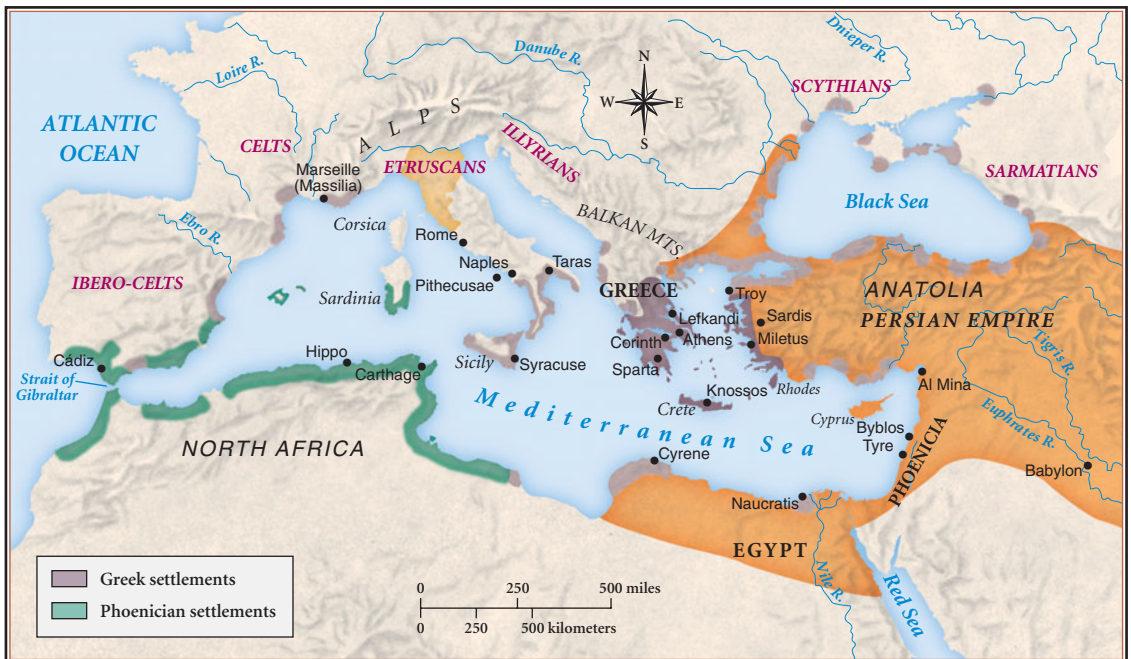 Danube R.
Dnieper R.
Loire R.
N
W
E
S
SCYTHIANS
ATLANTIC
OCEAN
ALPS
CELTS
ILLYRIANS
ETRUSCANS
SARMATIANS
Marseille
(Massilia)
Black Sea
Corsica
BALKAN MTS.
Ebro R.
Rome
Naples
Taras
Pithecusae
IBERO-CELTS
Sardinia
GREECE
Troy
ANATOLIA
Lefkandi
Sardis
PERSIAN EMPIRE
Corinth
Athens
Miletus
Tigris R.
Hippo
Sicily
Syracuse
Sparta
Cádiz
Carthage
Strait of
Gibraltar
Knossos
Rhodes
Al Mina
Crete
Mediterranean Sea
Cyprus
Byblos
Euphrates R.
Tyre
PHOENICIA
NORTH AFRICA
Cyrene
Babylon
Naucratis
EGYPT
Nile R.
Red Sea
Greek settlements
Phoenician settlements
0 250 500 miles
0 250 500 kilometers